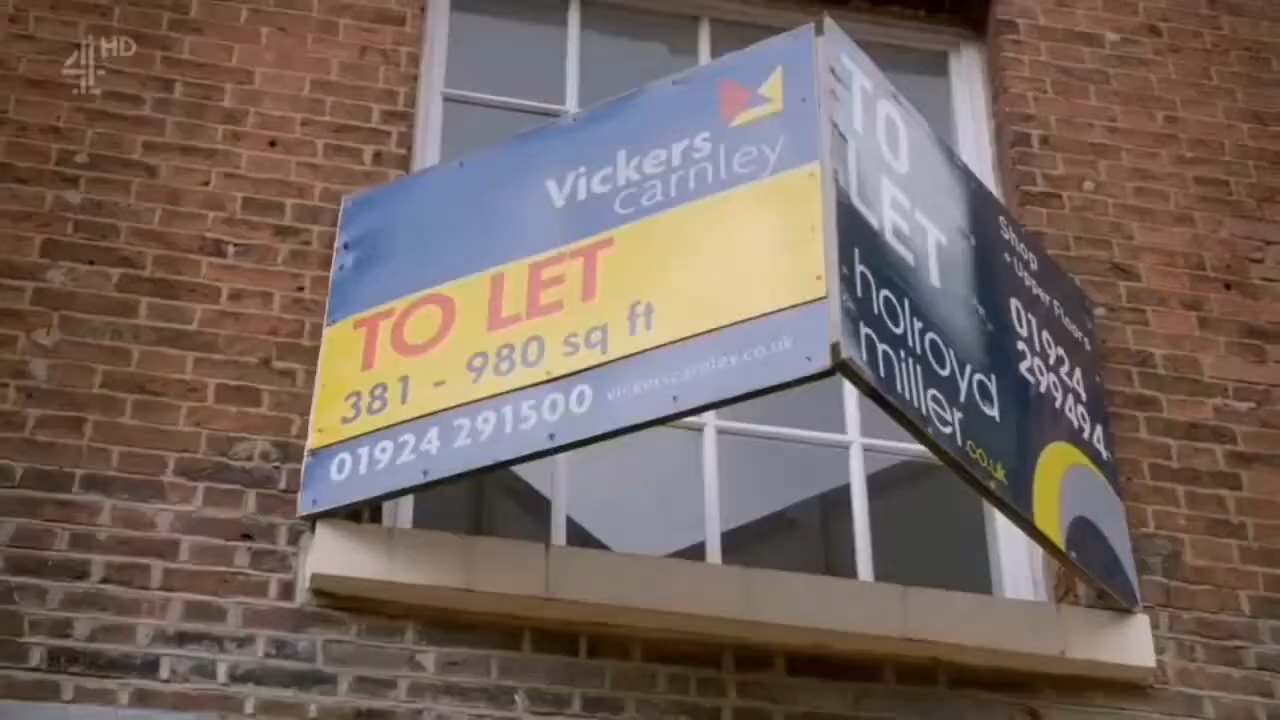 4 HD
Vickers
carnley
TO LET
381 - 980 sq ft
01924 291500 vickerscarnley.co.uk
TO
LET
holroyd
miller.co.uk
Shop
+ Upper Floors
01924
299494